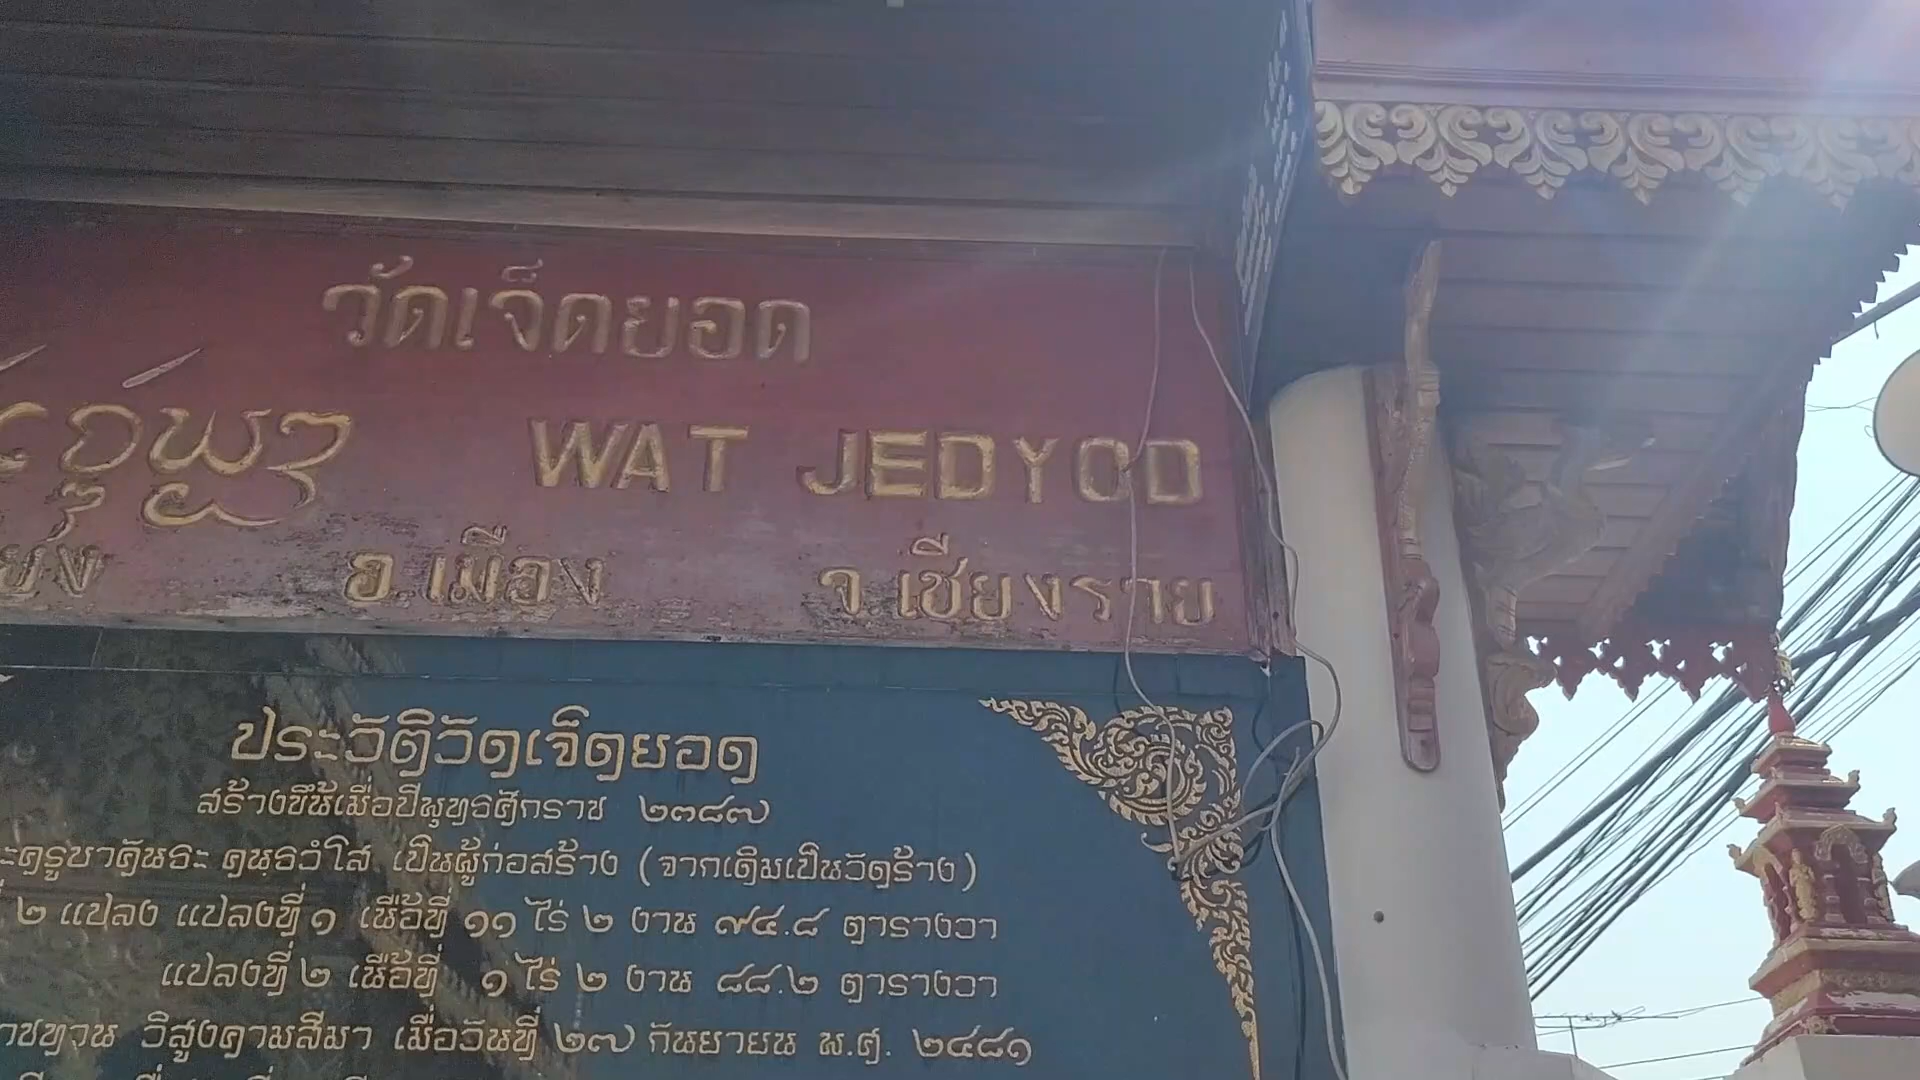 วัดเจ็ดยอด
WAT JEDYOD
อ.เมือง จ.เชียงราย
ประวัติวัดเจ็ดยอด
สร้างขึ้นเมื่อปีพุทธศักราช ๒๓๘๗
เป็นผู้ก่อสร้าง (จากเดิมเป็นวัดร้าง)
๒ แปลง แปลงที่ ๑ เนื้อที่ ๑๑ ไร่ ๒ งาน ๙๔.๘ ตารางวา
แปลงที่ ๒ เนื้อที่ ๑ ไร่ ๒ งาน ๘๘.๒ ตารางวา
วิสูงคามสีมา เมื่อวันที่ ๒๗ กันยายน พ.ศ. ๒๔๘๑